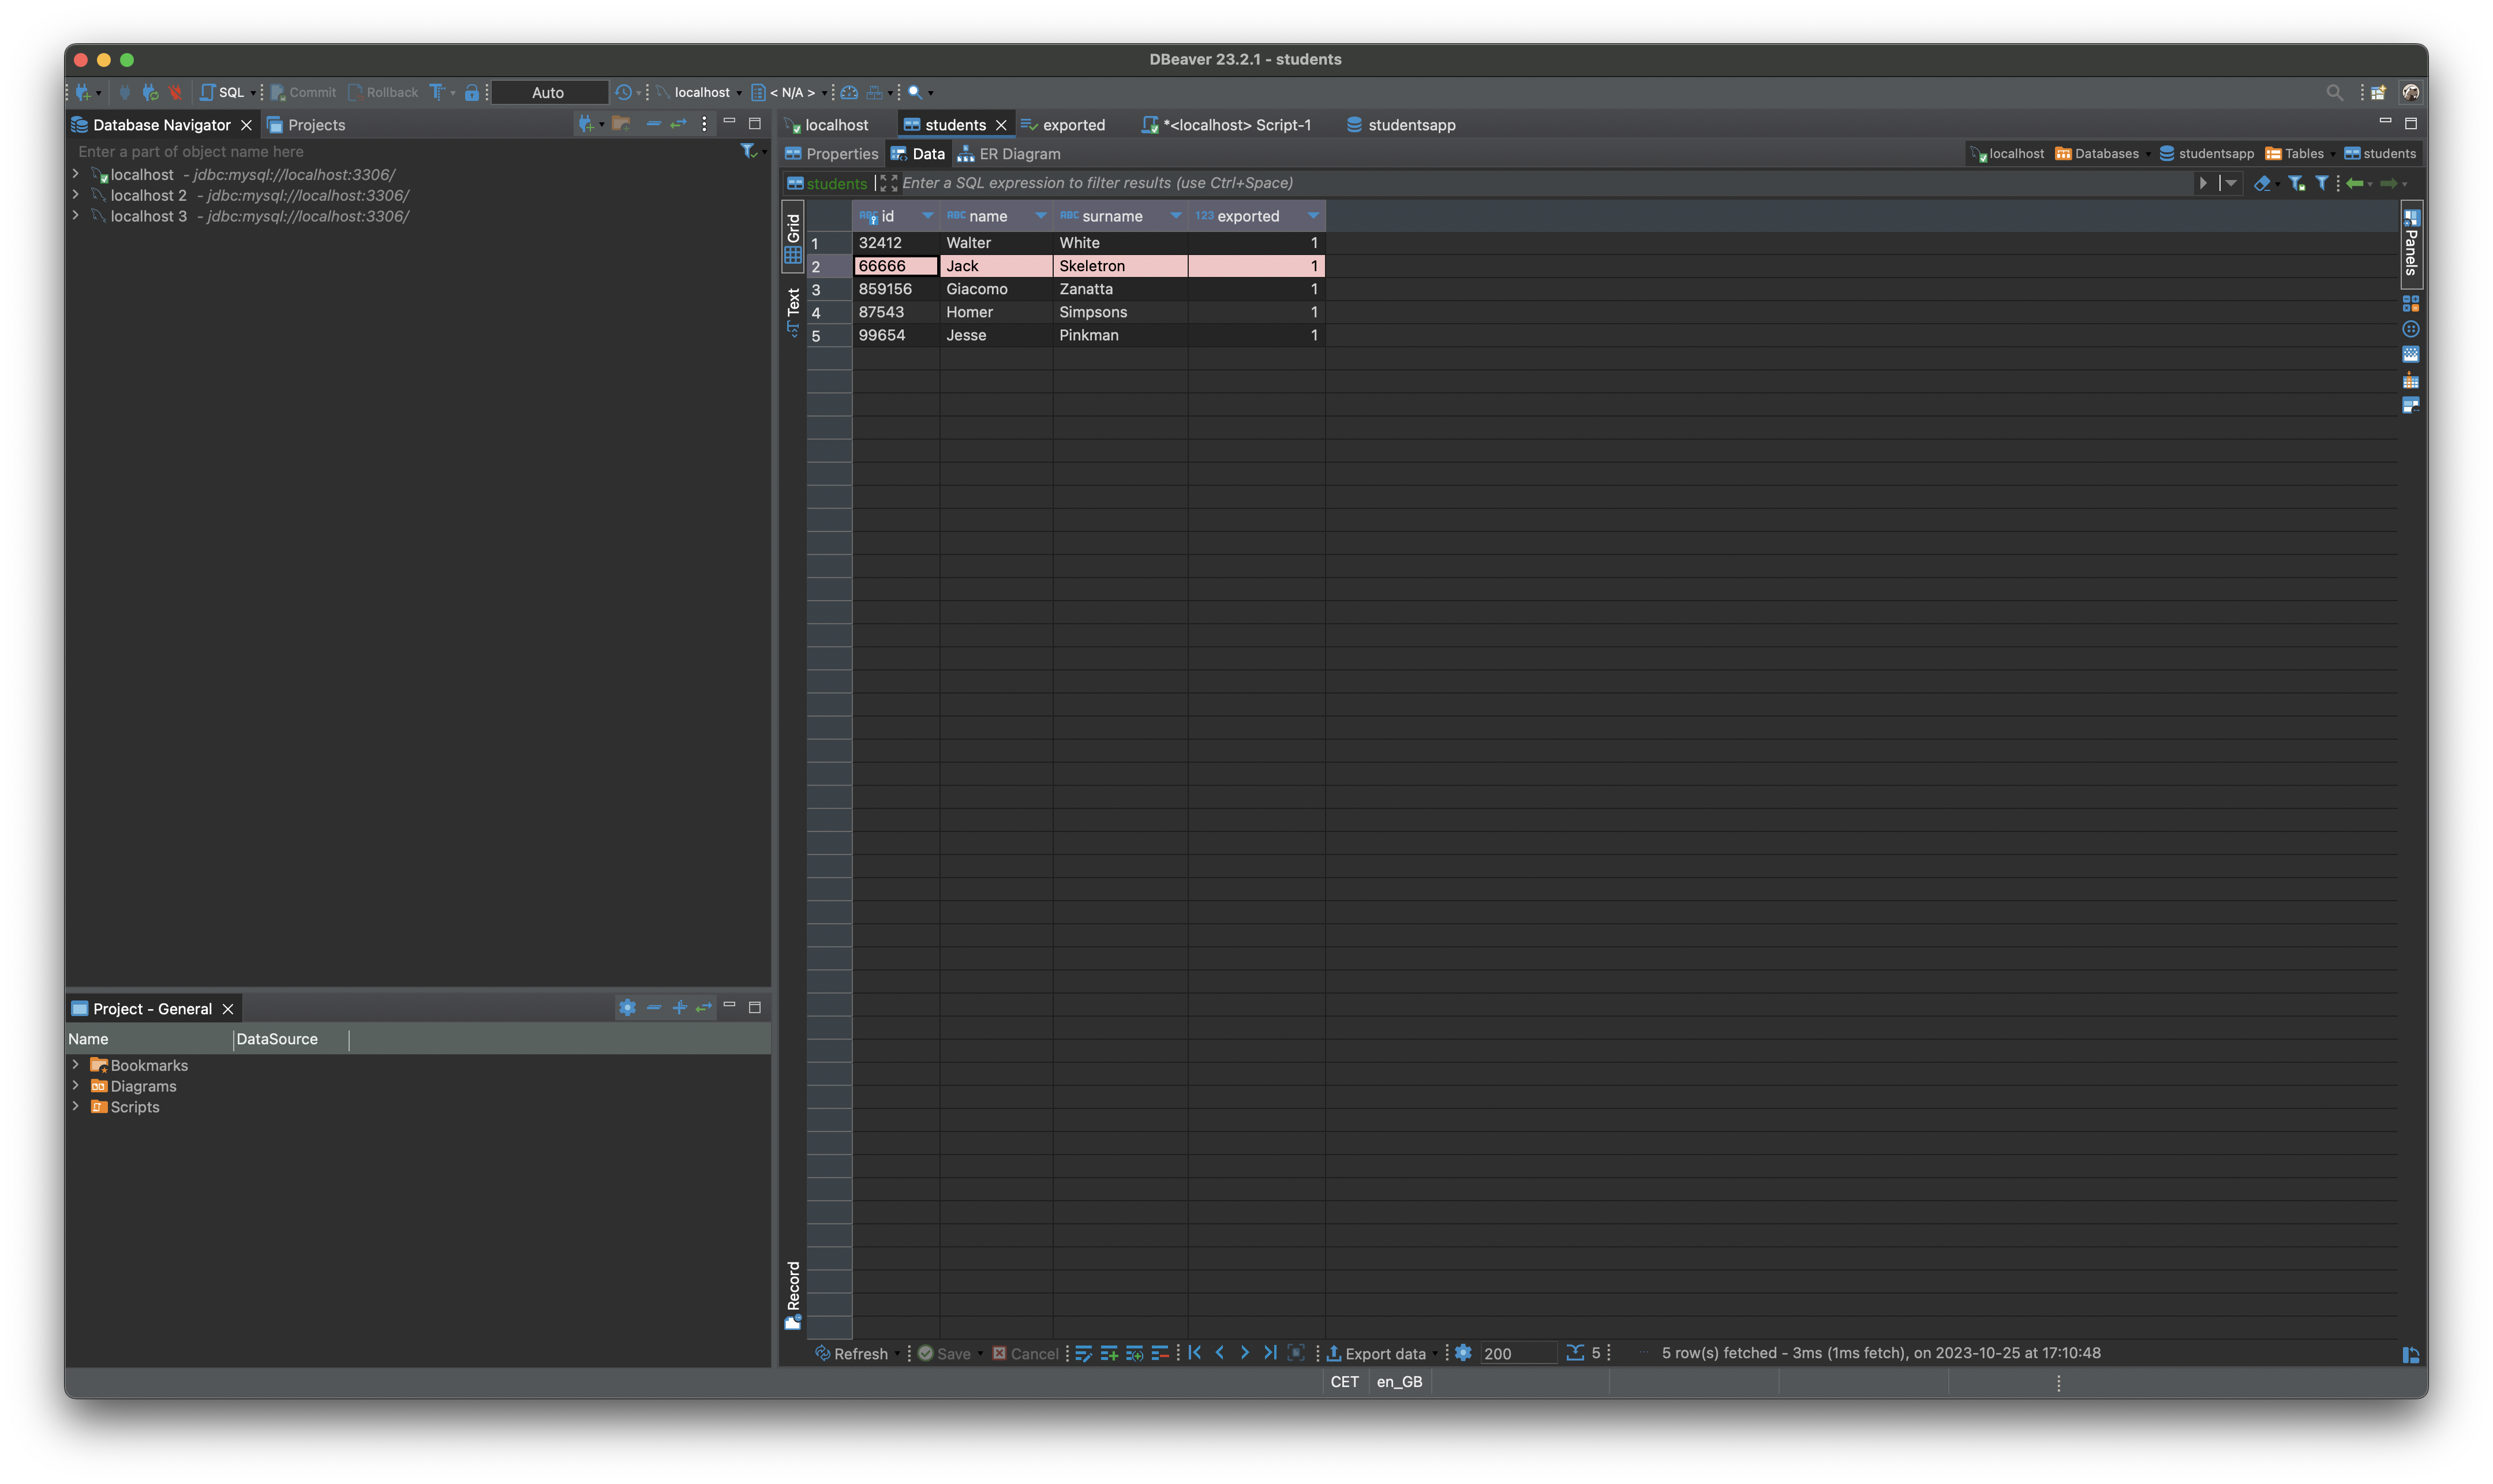 DBeaver 23.2.1 - students
SQL Commit Rollback Auto localhost < N/A >
Database Navigator Projects
localhost students exported *<localhost> Script-1 studentsapp
Enter a part of object name here
Properties Data ER Diagram localhost Databases studentsapp Tables students
localhost - jdbc:mysql://localhost:3306/
localhost 2 - jdbc:mysql://localhost:3306/
localhost 3 - jdbc:mysql://localhost:3306/
students Enter a SQL expression to filter results (use Ctrl+Space)
Grid
Text
Record
Panels
ABC id ABC name ABC surname 123 exported
1 32412 Walter White 1
2 66666 Jack Skeletron 1
3 859156 Giacomo Zanatta 1
4 87543 Homer Simpsons 1
5 99654 Jesse Pinkman 1
Project - General
Name DataSource
Bookmarks
Diagrams
Scripts
Refresh Save Cancel Export data 200 5 5 row(s) fetched - 3ms (1ms fetch), on 2023-10-25 at 17:10:48
CET en_GB